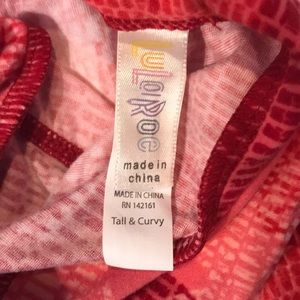 LuLaRoe
made in
china
MADE IN CHINA
RN 142161
Tall & Curvy